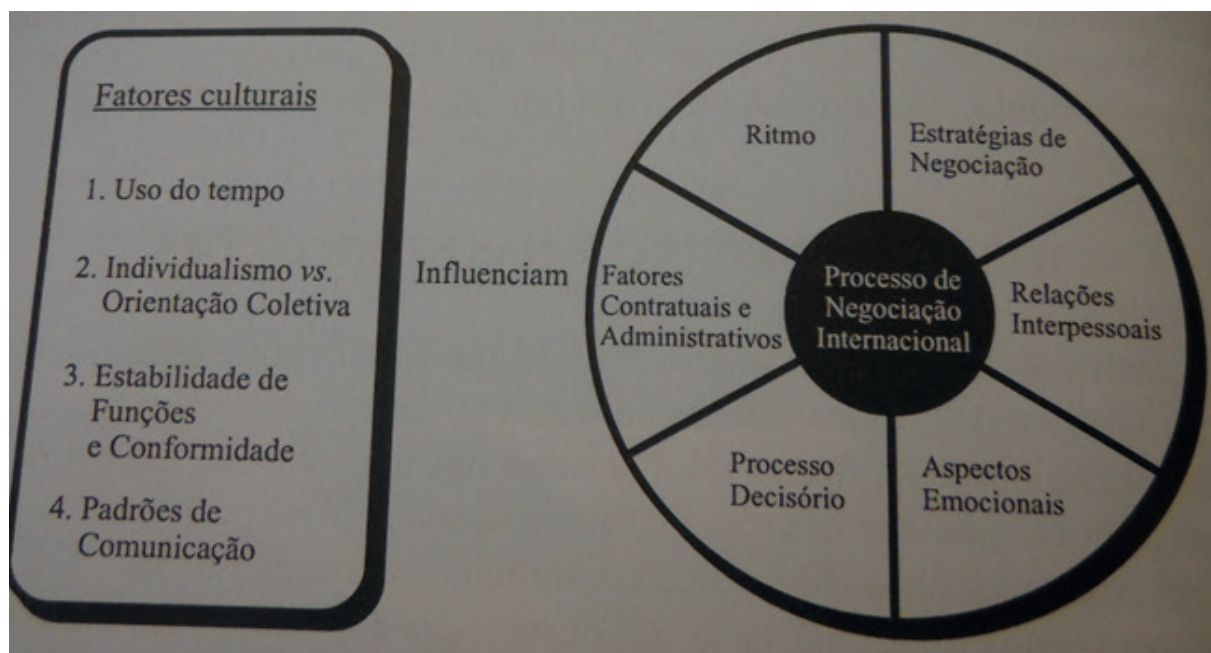 Fatores culturais
1. Uso do tempo
2. Individualismo vs.
Orientação Coletiva
3. Estabilidade de
Funções
e Conformidade
4. Padrões de
Comunicação
Influenciam
Ritmo
Estratégias de
Negociação
Fatores
Contratuais e
Administrativos
Processo de
Negociação
Internacional
Relações
Interpessoais
Processo
Decisório
Aspectos
Emocionais